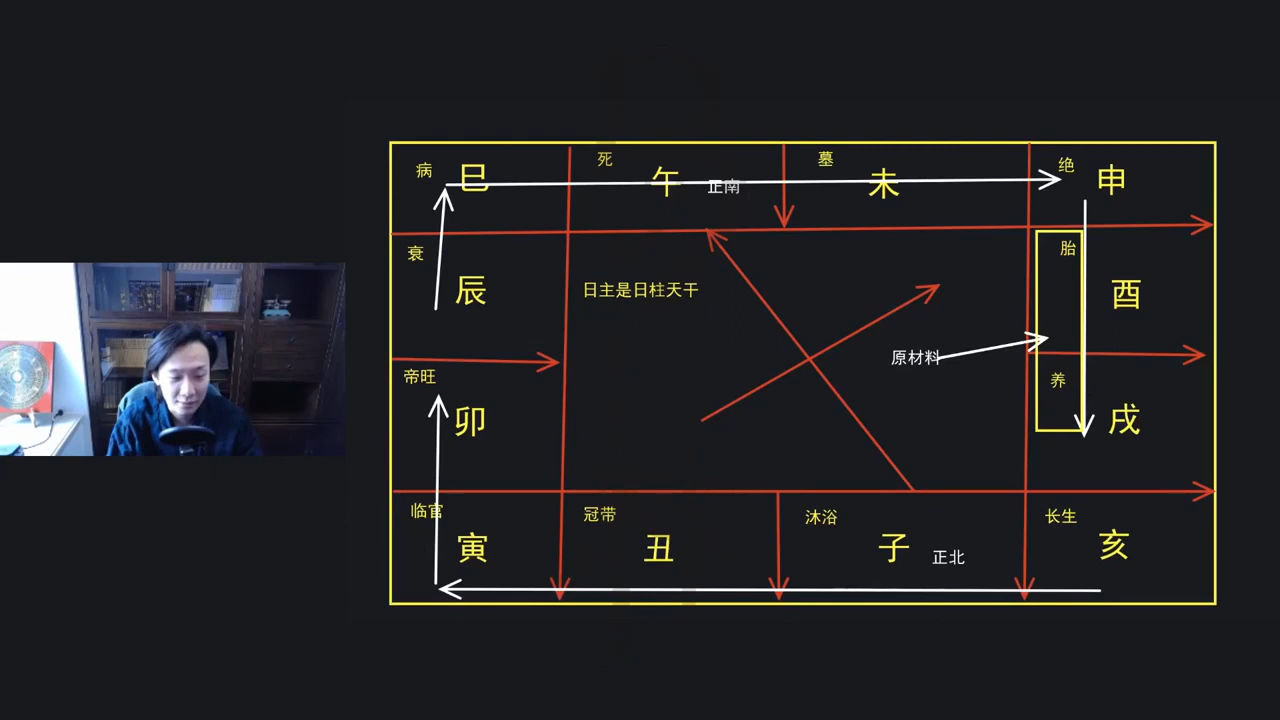 病 巳
死 午 正南
墓 未
绝 申
衰 辰
日主是日柱天干
胎 酉
原材料
帝旺 卯
养 戌
临官 寅
冠带 丑
沐浴 子 正北
长生 亥